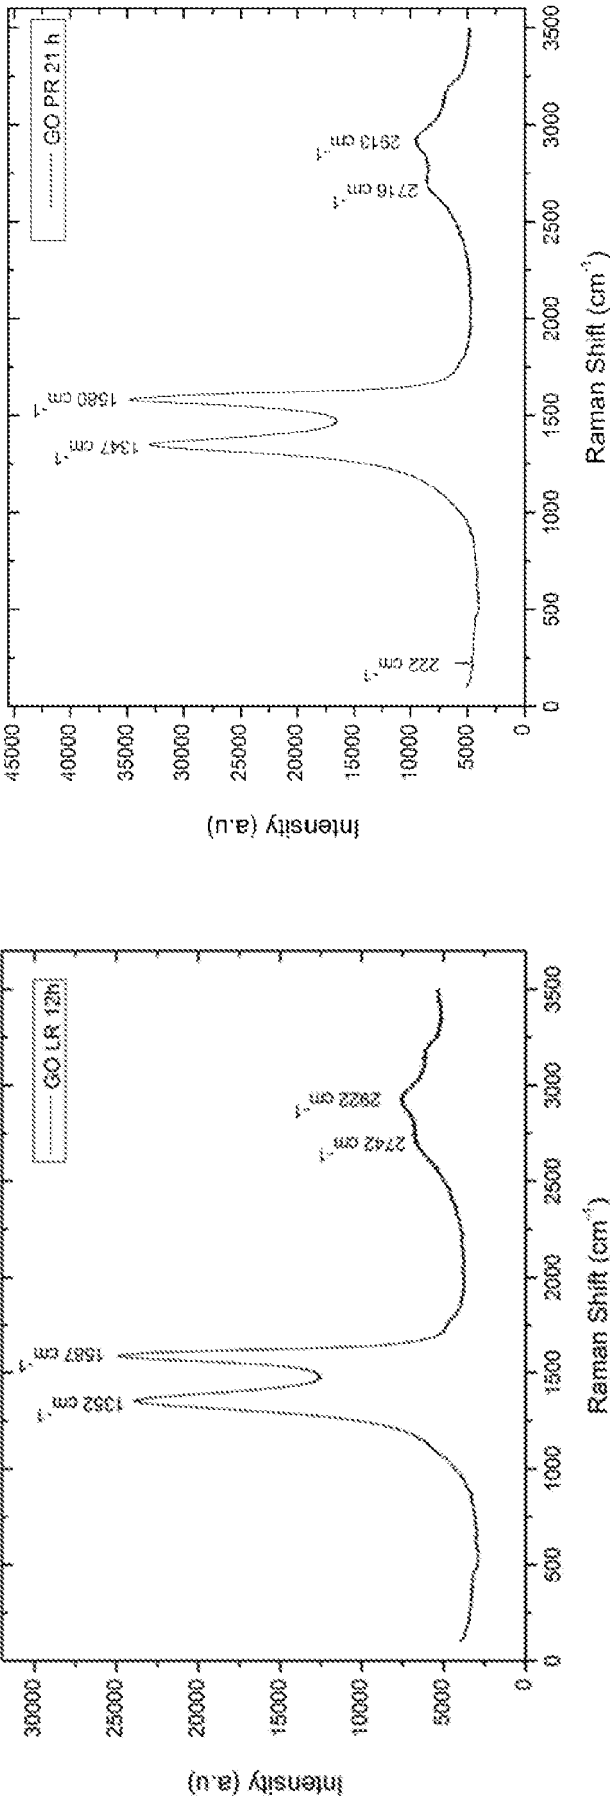 GO LR 12h
30000
25000
20000
15000
10000
5000
0
Intensity (a.u)
1352 cm-1
1587 cm-1
2742 cm-1
2922 cm-1
0
500
1000
1500
2000
2500
3000
3500
Raman Shift (cm-1)
GO PR 21 h
45000
40000
35000
30000
25000
20000
15000
10000
5000
0
Intensity (a.u)
222 cm-1
1347 cm-1
1580 cm-1
2716 cm-1
2913 cm-1
0
500
1000
1500
2000
2500
3000
3500
Raman Shift (cm-1)